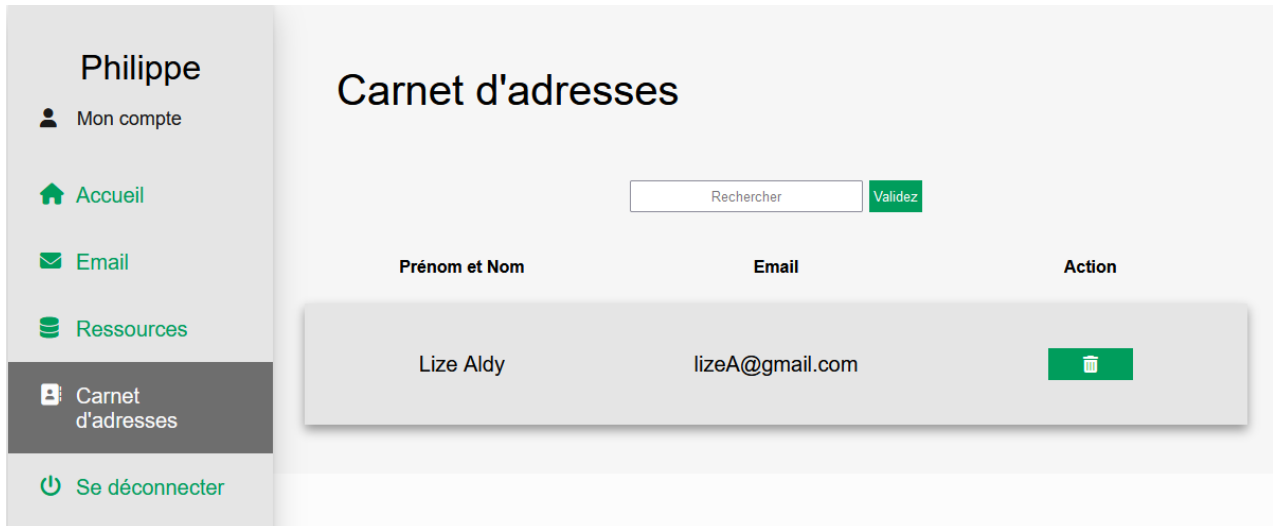 Philippe
Mon compte
Accueil
Email
Ressources
Carnet
d'adresses
Se déconnecter
Carnet d'adresses
Rechercher
Validez
Prénom et Nom Email Action
Lize Aldy lizeA@gmail.com